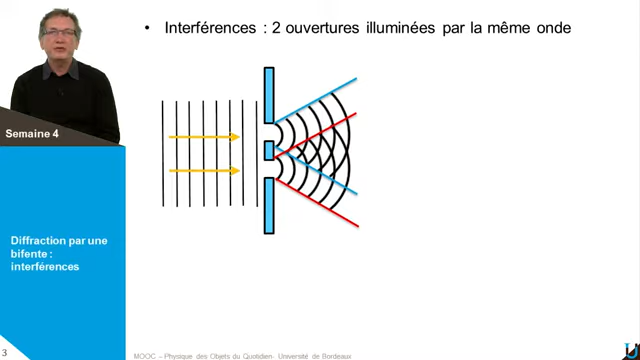 • Interférences : 2 ouvertures illuminées par la même onde
Semaine 4
Diffraction par une
bifente :
interférences
3
MOOC – Physique des Objets du Quotidien- Université de Bordeaux